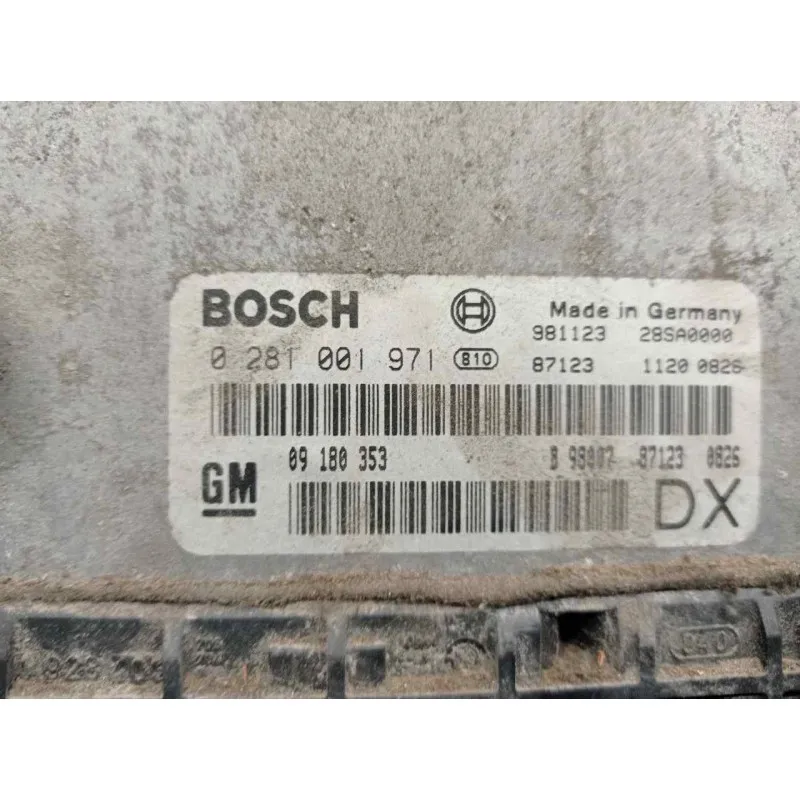 BOSCH Made in Germany
981123 28SA0000
0 281 001 971 810 87123 1120 0826
GM 09 180 353 B 98007 87123 0826
DX
040